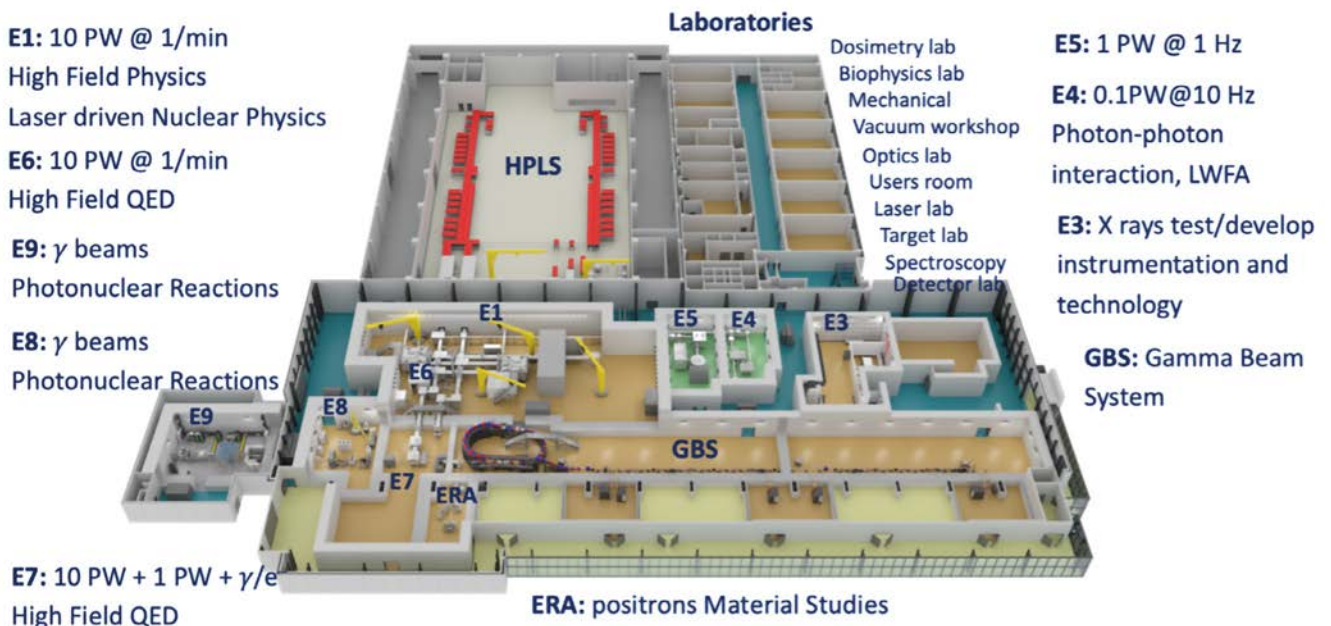 E1: 10 PW @ 1/min
High Field Physics
Laser driven Nuclear Physics
E6: 10 PW @ 1/min
High Field QED
E9: γ beams
Photonuclear Reactions
E8: γ beams
Photonuclear Reactions
Laboratories
Dosimetry lab
Biophysics lab
Mechanical
Vacuum workshop
Optics lab
Users room
Laser lab
Target lab
Spectroscopy
Detector lab
E5: 1 PW @ 1 Hz
E4: 0.1PW@10 Hz
Photon-photon
interaction, LWFA
E3: X rays test/develop
instrumentation and
technology
GBS: Gamma Beam
System
HPLS
E1
E5
E4
E3
E6
E9
E8
GBS
E7
ERA
E7: 10 PW + 1 PW + γ/e
High Field QED
ERA: positrons Material Studies